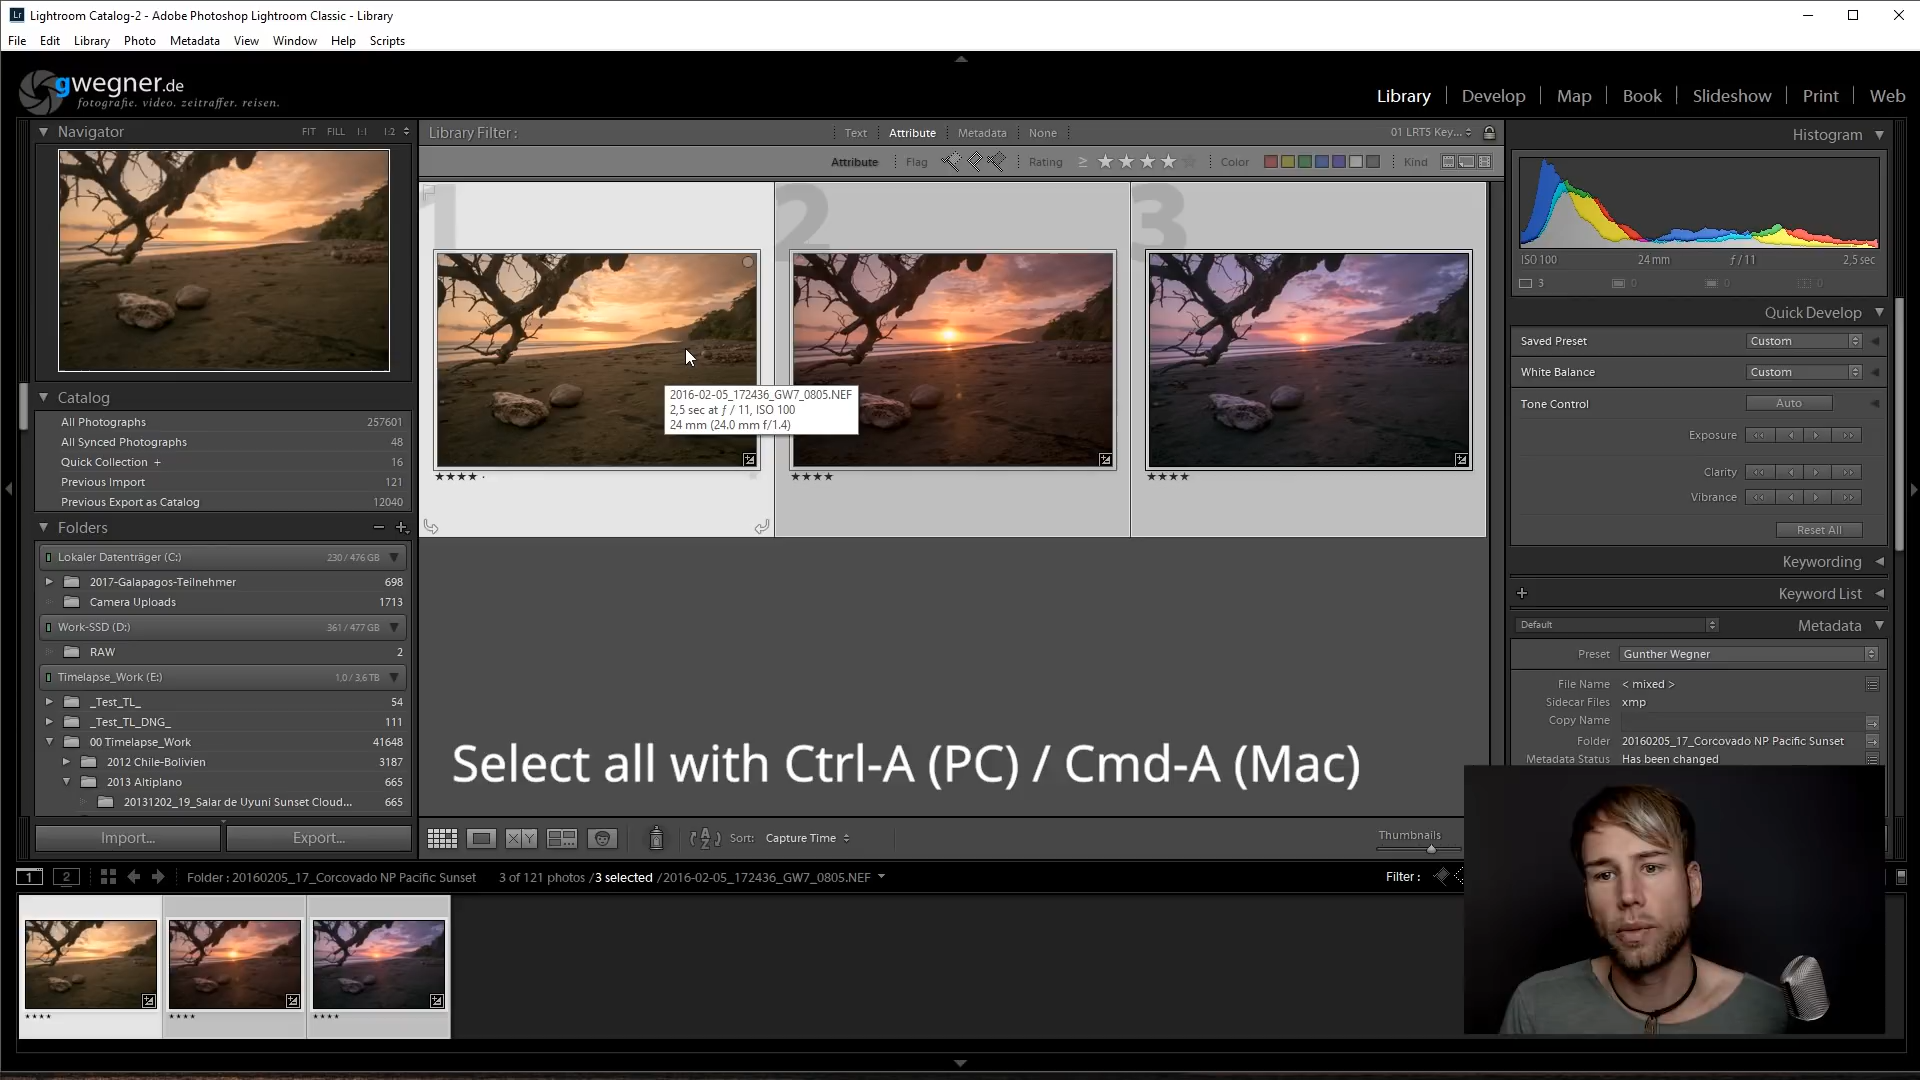 Lightroom Catalog-2 - Adobe Photoshop Lightroom Classic - Library
File Edit Library Photo Metadata View Window Help Scripts
gwegner.de
fotografie. video. zeitraffer. reisen.
Library Develop Map Book Slideshow Print Web
Navigator FIT FILL 1:1 1:2
Library Filter : Text Attribute Metadata None 01 LRT5 Key...
Histogram
Attribute Flag Rating ≥ Color Kind
1 2 3
ISO 100 24 mm ƒ / 11 2,5 sec
3 0 0 0
Quick Develop
Saved Preset Custom
White Balance Custom
Tone Control Auto
Exposure
Clarity
Vibrance
Reset All
Keywording
Keyword List
Default Metadata
Preset Gunther Wegner
File Name < mixed >
Sidecar Files xmp
Copy Name
Folder 20160205_17_Corcovado NP Pacific Sunset
Metadata Status Has been changed
2016-02-05_172436_GW7_0805.NEF
2,5 sec at ƒ / 11, ISO 100
24 mm (24.0 mm f/1.4)
★★★★ ·
★★★★
★★★★
Catalog
All Photographs 257601
All Synced Photographs 48
Quick Collection + 16
Previous Import 121
Previous Export as Catalog 12040
Folders
Lokaler Datenträger (C:) 230 / 476 GB
2017-Galapagos-Teilnehmer 698
Camera Uploads 1713
Work-SSD (D:) 361 / 477 GB
RAW 2
Timelapse_Work (E:) 1,0 / 3,6 TB
_Test_TL_ 54
_Test_TL_DNG_ 111
00 Timelapse_Work 41648
2012 Chile-Bolivien 3187
2013 Altiplano 665
20131202_19_Salar de Uyuni Sunset Cloud... 665
Select all with Ctrl-A (PC) / Cmd-A (Mac)
Import... Export...
Sort: Capture Time Thumbnails
1 2 Folder : 20160205_17_Corcovado NP Pacific Sunset 3 of 121 photos /3 selected /2016-02-05_172436_GW7_0805.NEF Filter :
★★★★
★★★★
★★★★